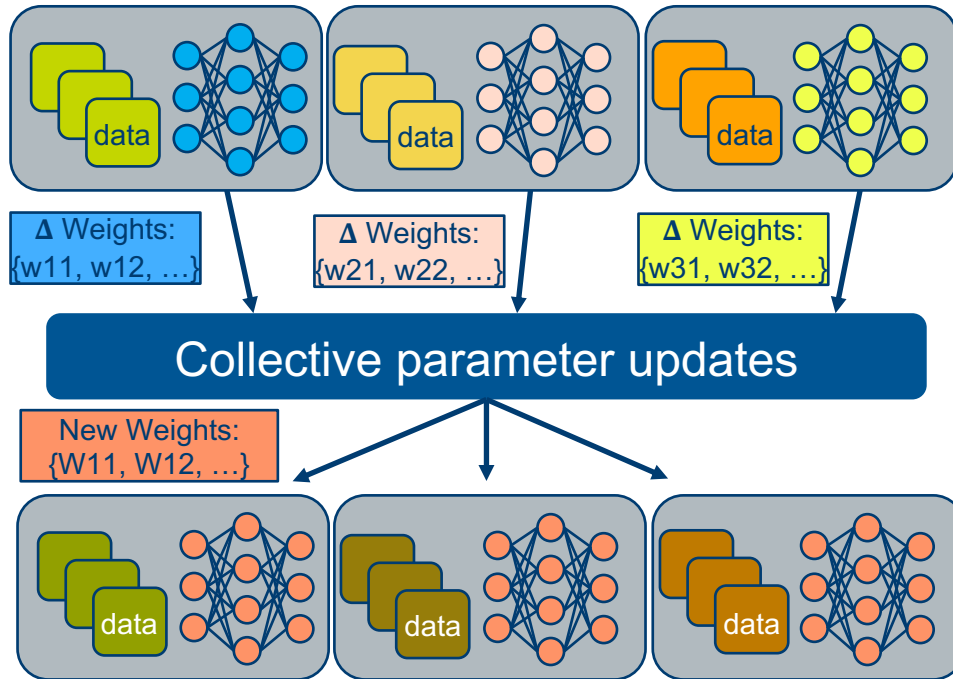 data
data
data
Δ Weights:
{w11, w12, …}
Δ Weights:
{w21, w22, …}
Δ Weights:
{w31, w32, …}
Collective parameter updates
New Weights:
{W11, W12, …}
data
data
data